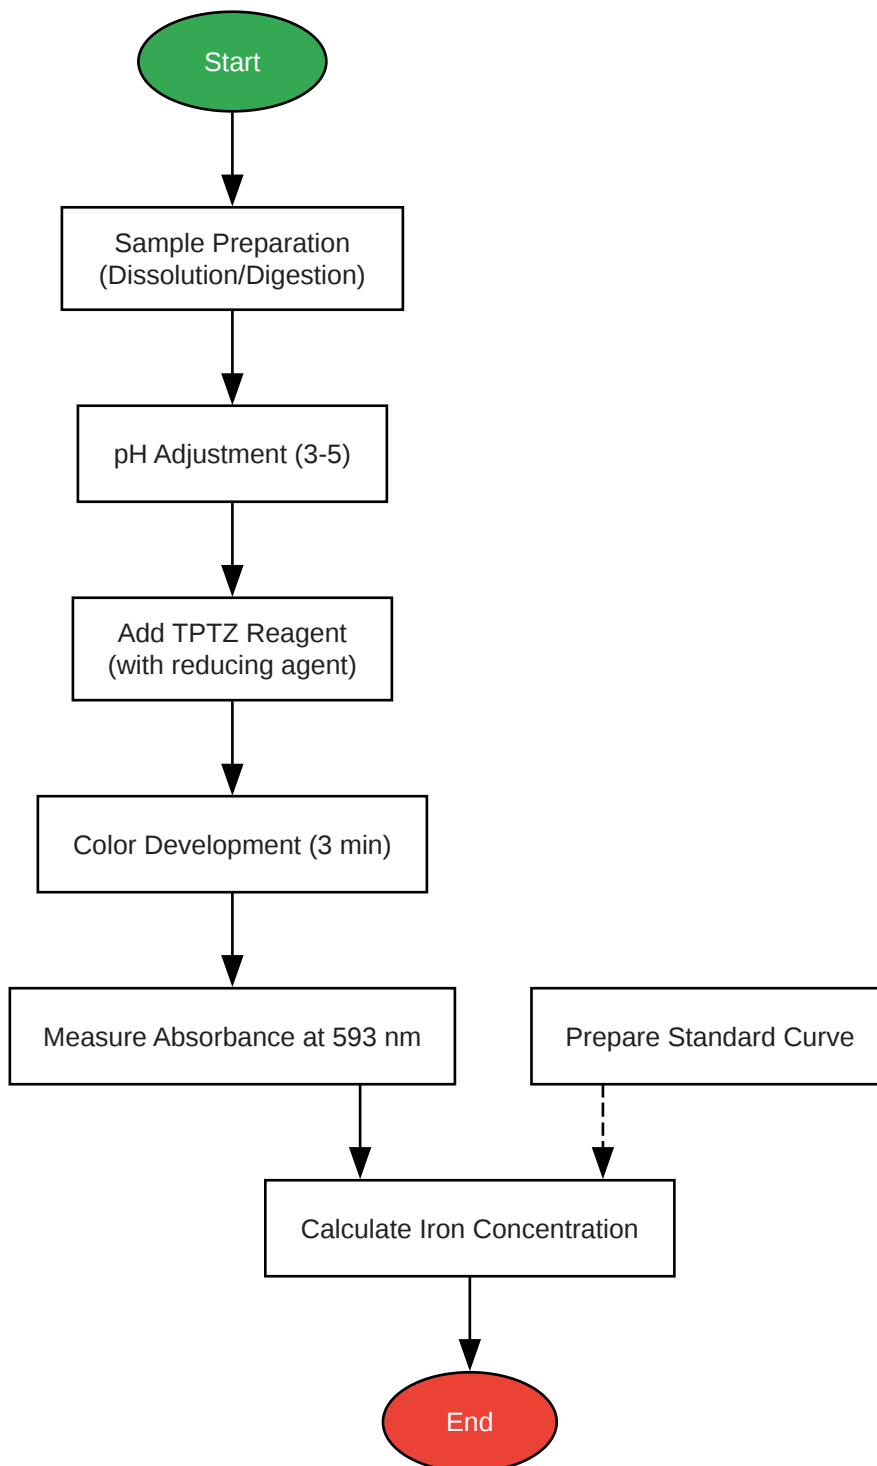 Start
Sample Preparation
(Dissolution/Digestion)
pH Adjustment (3-5)
Add TPTZ Reagent
(with reducing agent)
Color Development (3 min)
Measure Absorbance at 593 nm
Prepare Standard Curve
Calculate Iron Concentration
End